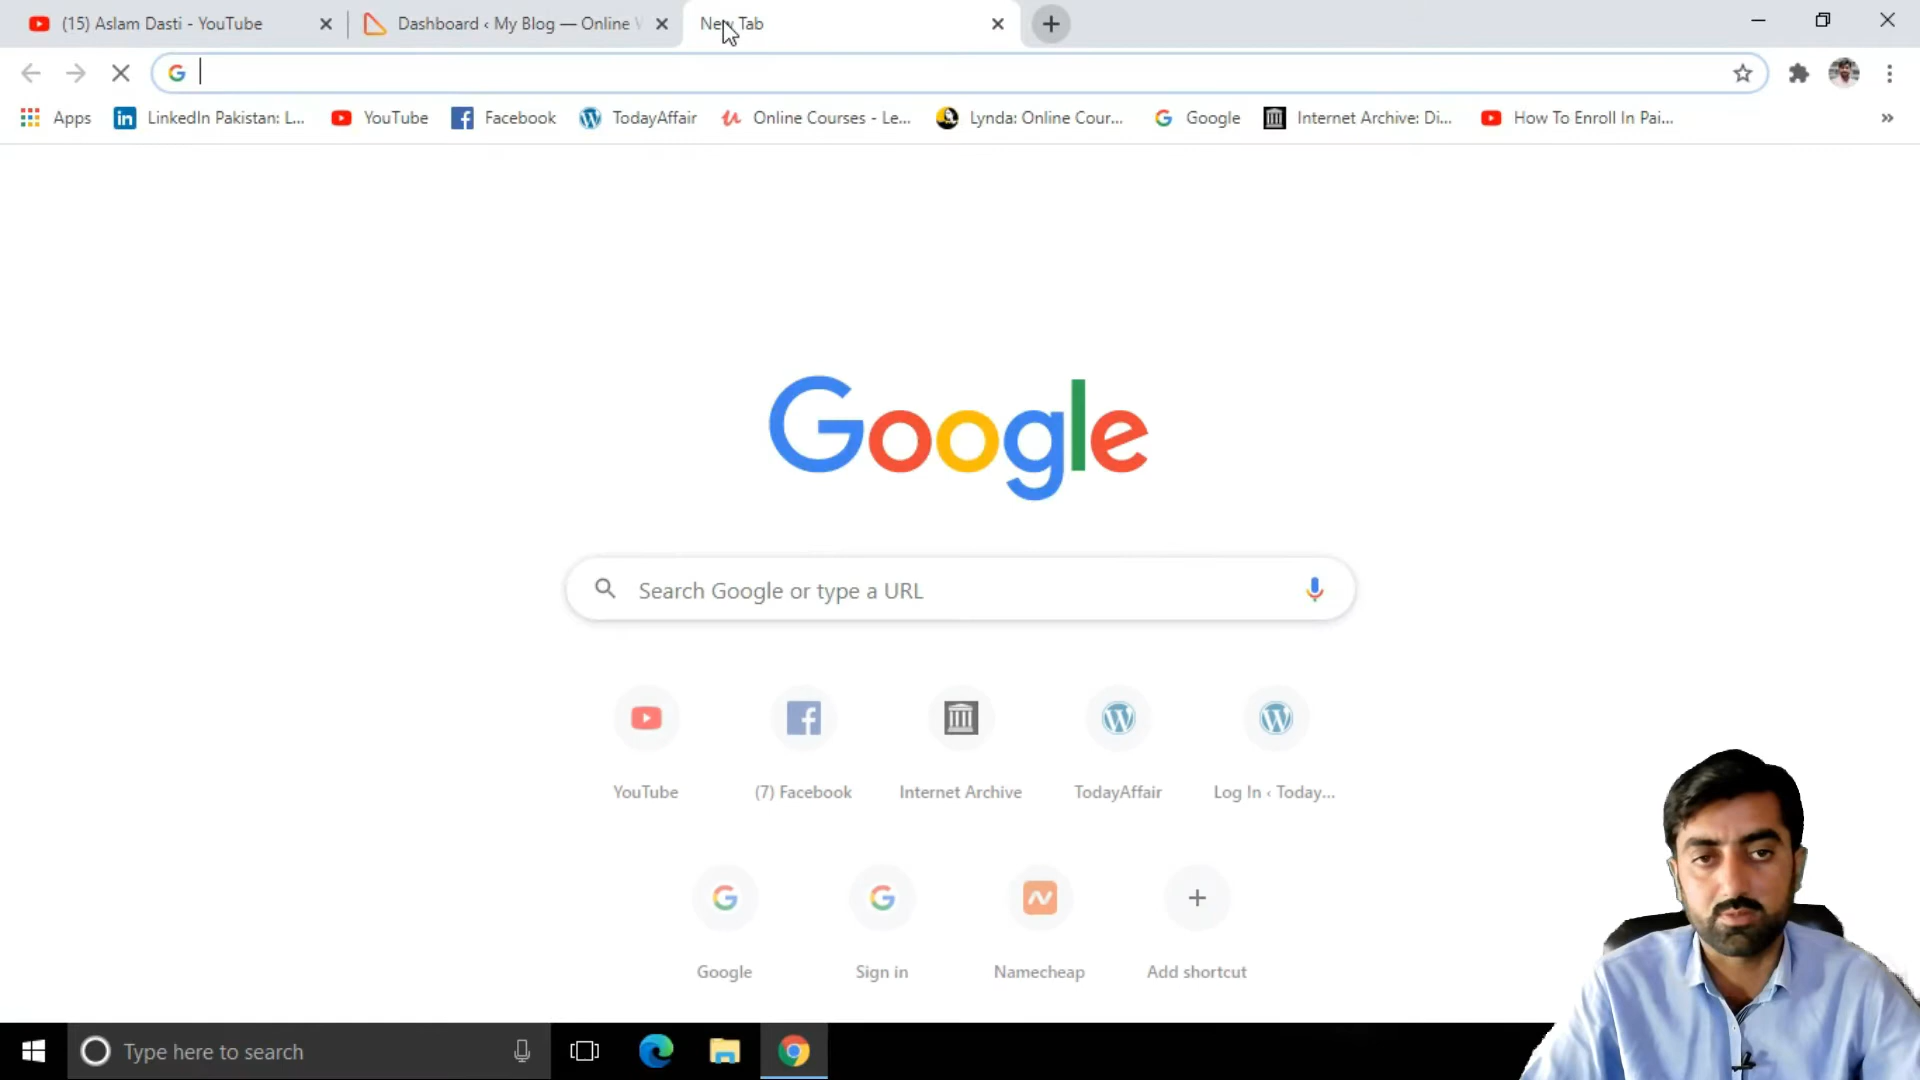 (15) Aslam Dasti - YouTube
Dashboard ‹ My Blog — Online
New Tab
Apps
LinkedIn Pakistan: L...
YouTube
Facebook
TodayAffair
Online Courses - Le...
Lynda: Online Cour...
Google
Internet Archive: Di...
How To Enroll In Pai...
»
Google
Search Google or type a URL
YouTube
(7) Facebook
Internet Archive
TodayAffair
Log In ‹ Today...
Google
Sign in
Namecheap
Add shortcut
Type here to search